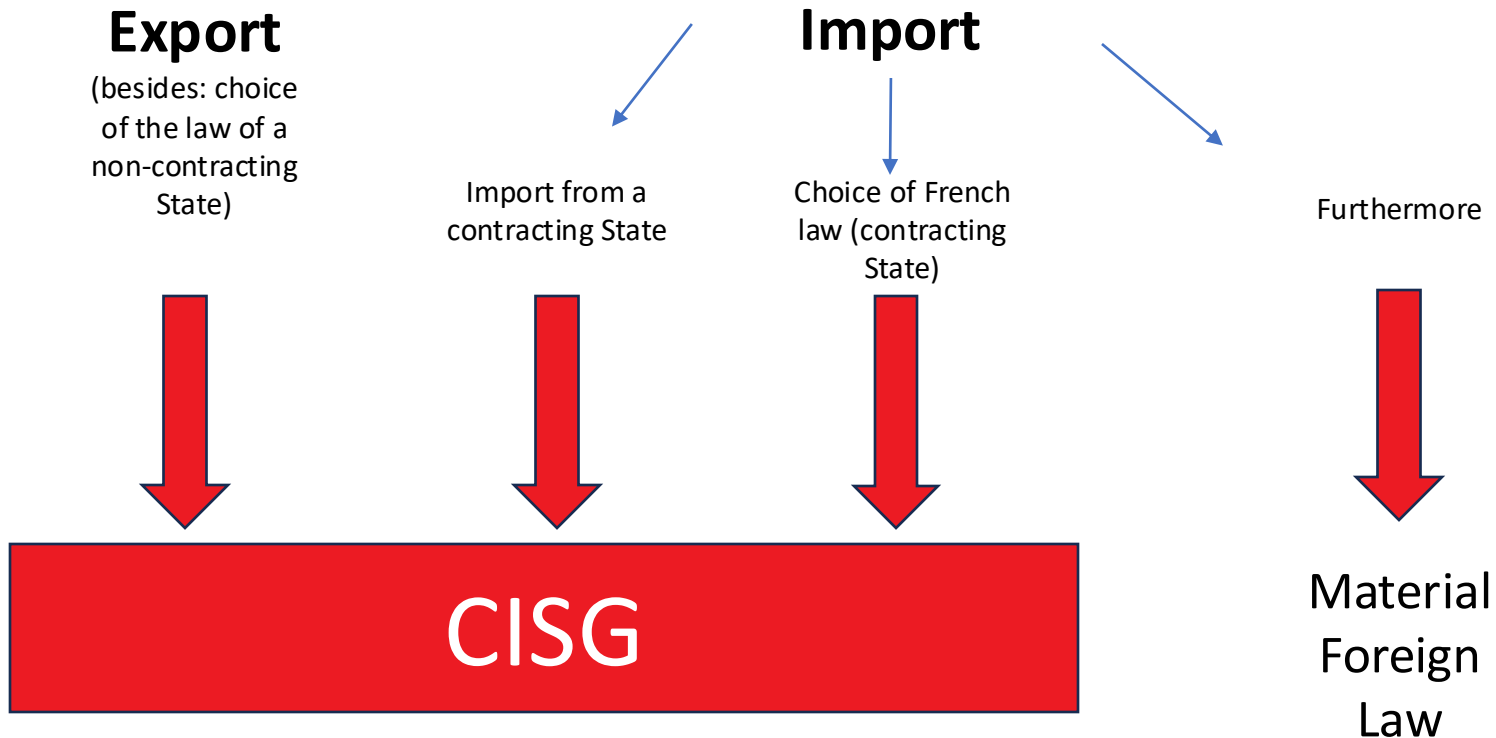 Export
(besides: choice
of the law of a
non-contracting
State)
Import
Import from a
contracting State
Choice of French
law (contracting
State)
Furthermore
CISG
Material
Foreign
Law